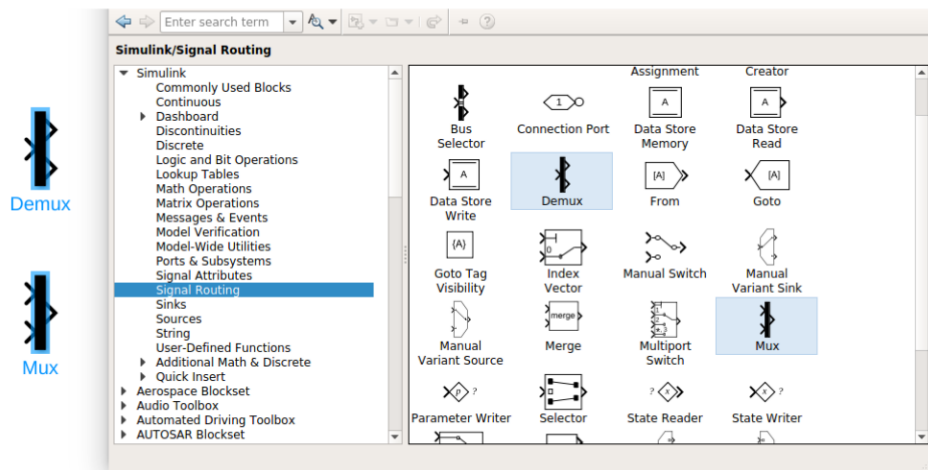 Enter search term
Simulink/Signal Routing
Demux
Mux
Simulink
Commonly Used Blocks
Continuous
Dashboard
Discontinuities
Discrete
Logic and Bit Operations
Lookup Tables
Math Operations
Matrix Operations
Messages & Events
Model Verification
Model-Wide Utilities
Ports & Subsystems
Signal Attributes
Signal Routing
Sinks
Sources
String
User-Defined Functions
Additional Math & Discrete
Quick Insert
Aerospace Blockset
Audio Toolbox
Automated Driving Toolbox
AUTOSAR Blockset
Assignment Creator
1 A A
Bus Connection Port Data Store Data Store
Selector Memory Read
A [A] [A]
Data Store Demux From Goto
Write
{A} 0
Goto Tag Index Manual Switch Manual
Visibility Vector Variant Sink
merge
Manual Merge Multiport Mux
Variant Source Switch
p ? ? x x ?
Parameter Writer Selector State Reader State Writer